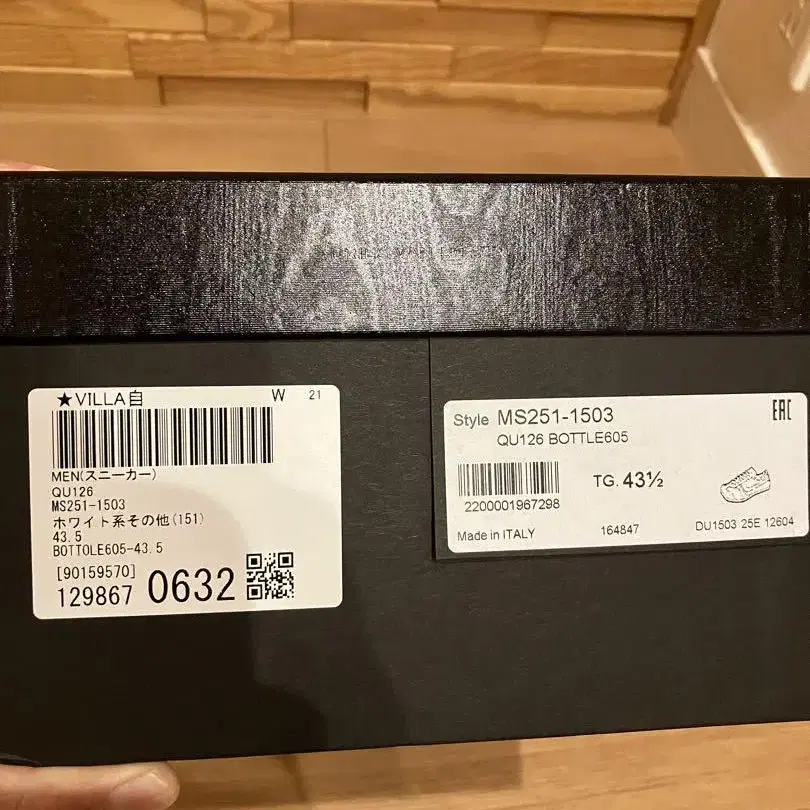 ★VILLA自 W 21
MEN(スニーカー)
QU126
MS251-1503
ホワイト系その他(151)
43.5
BOTTOLE605-43.5
[90159570]
129867 0632
Style MS251-1503 EAC
QU126 BOTTLE605
TG. 43½
2200001967298
Made in ITALY 164847 DU1503 25E 12604